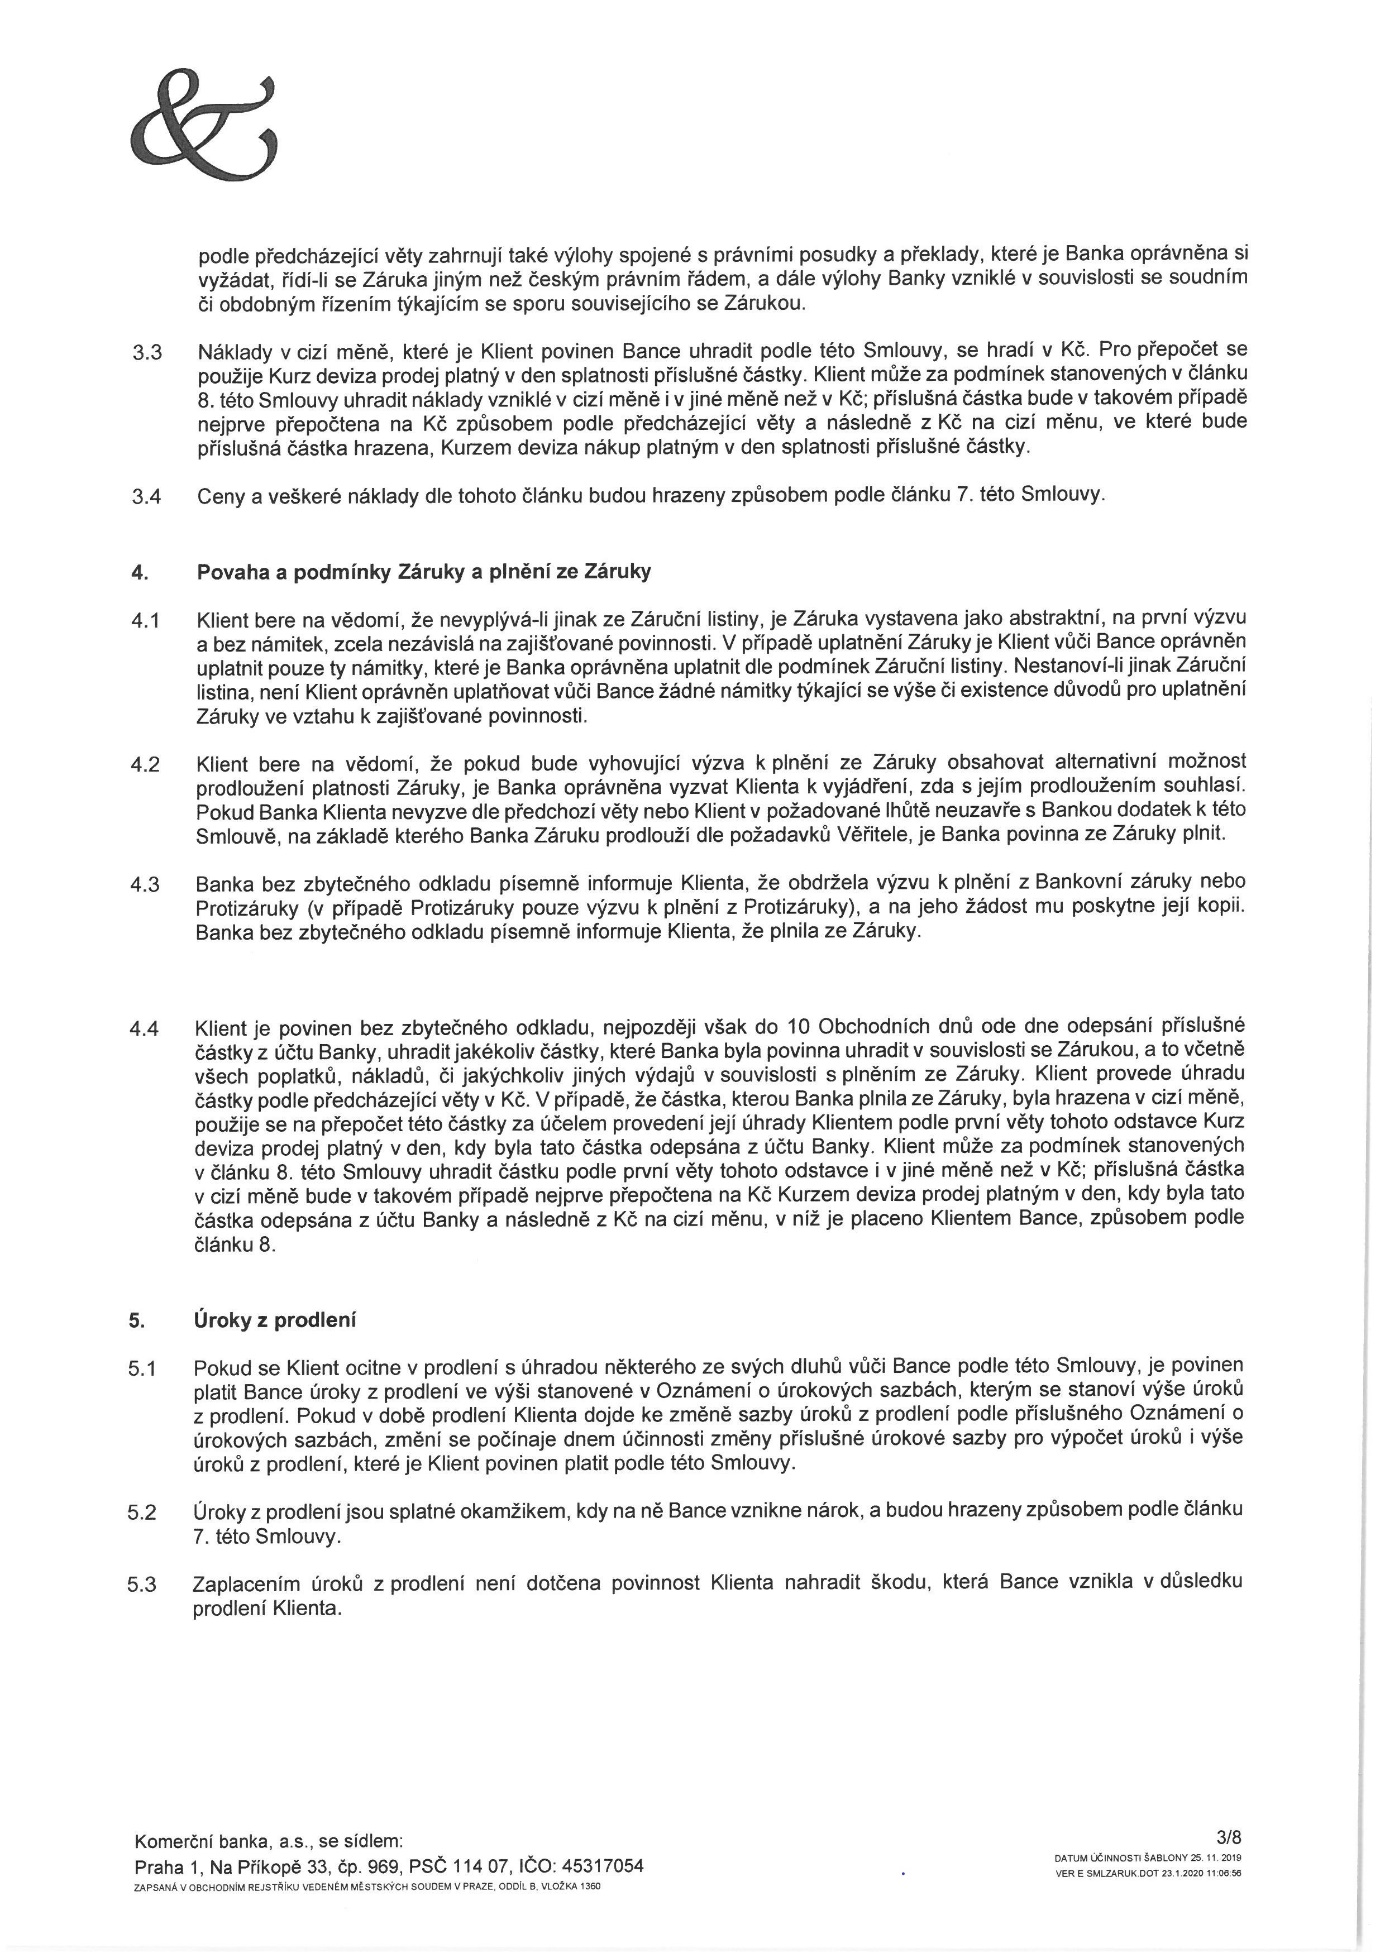 &
podle předcházející věty zahrnují také výlohy spojené s právními posudky a překlady, které je Banka oprávněna si
vyžádat, řídí-li se Záruka jiným než českým právním řádem, a dále výlohy Banky vzniklé v souvislosti se soudním
či obdobným řízením týkajícím se sporu souvisejícího se Zárukou.
3.3 Náklady v cizí měně, které je Klient povinen Bance uhradit podle této Smlouvy, se hradí v Kč. Pro přepočet se
použije Kurz deviza prodej platný v den splatnosti příslušné částky. Klient může za podmínek stanovených v článku
8. této Smlouvy uhradit náklady vzniklé v cizí měně i v jiné měně než v Kč; příslušná částka bude v takovém případě
nejprve přepočtena na Kč způsobem podle předcházející věty a následně z Kč na cizí měnu, ve které bude
příslušná částka hrazena, Kurzem deviza nákup platným v den splatnosti příslušné částky.
3.4 Ceny a veškeré náklady dle tohoto článku budou hrazeny způsobem podle článku 7. této Smlouvy.
4. Povaha a podmínky Záruky a plnění ze Záruky
4.1 Klient bere na vědomí, že nevyplývá-li jinak ze Záruční listiny, je Záruka vystavena jako abstraktní, na první výzvu
a bez námitek, zcela nezávislá na zajišťované povinnosti. V případě uplatnění Záruky je Klient vůči Bance oprávněn
uplatnit pouze ty námitky, které je Banka oprávněna uplatnit dle podmínek Záruční listiny. Nestanoví-li jinak Záruční
listina, není Klient oprávněn uplatňovat vůči Bance žádné námitky týkající se výše či existence důvodů pro uplatnění
Záruky ve vztahu k zajišťované povinnosti.
4.2 Klient bere na vědomí, že pokud bude vyhovující výzva k plnění ze Záruky obsahovat alternativní možnost
prodloužení platnosti Záruky, je Banka oprávněna vyzvat Klienta k vyjádření, zda s jejím prodloužením souhlasí.
Pokud Banka Klienta nevyzve dle předchozí věty nebo Klient v požadované lhůtě neuzavře s Bankou dodatek k této
Smlouvě, na základě kterého Banka Záruku prodlouží dle požadavků Věřitele, je Banka povinna ze Záruky plnit.
4.3 Banka bez zbytečného odkladu písemně informuje Klienta, že obdržela výzvu k plnění z Bankovní záruky nebo
Protizáruky (v případě Protizáruky pouze výzvu k plnění z Protizáruky), a na jeho žádost mu poskytne její kopii.
Banka bez zbytečného odkladu písemně informuje Klienta, že plnila ze Záruky.
4.4 Klient je povinen bez zbytečného odkladu, nejpozději však do 10 Obchodních dnů ode dne odepsání příslušné
částky z účtu Banky, uhradit jakékoliv částky, které Banka byla povinna uhradit v souvislosti se Zárukou, a to včetně
všech poplatků, nákladů, či jakýchkoliv jiných výdajů v souvislosti s plněním ze Záruky. Klient provede úhradu
částky podle předcházející věty v Kč. V případě, že částka, kterou Banka plnila ze Záruky, byla hrazena v cizí měně,
použije se na přepočet této částky za účelem provedení její úhrady Klientem podle první věty tohoto odstavce Kurz
deviza prodej platný v den, kdy byla tato částka odepsána z účtu Banky. Klient může za podmínek stanovených
v článku 8. této Smlouvy uhradit částku podle první věty tohoto odstavce i v jiné měně než v Kč; příslušná částka
v cizí měně bude v takovém případě nejprve přepočtena na Kč Kurzem deviza prodej platným v den, kdy byla tato
částka odepsána z účtu Banky a následně z Kč na cizí měnu, v níž je placeno Klientem Bance, způsobem podle
článku 8.
5. Úroky z prodlení
5.1 Pokud se Klient ocitne v prodlení s úhradou některého ze svých dluhů vůči Bance podle této Smlouvy, je povinen
platit Bance úroky z prodlení ve výši stanovené v Oznámení o úrokových sazbách, kterým se stanoví výše úroků
z prodlení. Pokud v době prodlení Klienta dojde ke změně sazby úroků z prodlení podle příslušného Oznámení o
úrokových sazbách, změní se počínaje dnem účinnosti změny příslušné úrokové sazby pro výpočet úroků i výše
úroků z prodlení, které je Klient povinen platit podle této Smlouvy.
5.2 Úroky z prodlení jsou splatné okamžikem, kdy na ně Bance vznikne nárok, a budou hrazeny způsobem podle článku
7. této Smlouvy.
5.3 Zaplacením úroků z prodlení není dotčena povinnost Klienta nahradit škodu, která Bance vznikla v důsledku
prodlení Klienta.
Komerční banka, a.s., se sídlem:
Praha 1, Na Příkopě 33, čp. 969, PSČ 114 07, IČO: 45317054
ZAPSANÁ V OBCHODNÍM REJSTŘÍKU VEDENÉM MĚSTSKÝCH SOUDEM V PRAZE, ODDÍL B, VLOŽKA 1360
3/8
DATUM ÚČINNOSTI ŠABLONY 25. 11. 2019
VER E SMLZARUK.DOT 23.1.2020 11:06:56